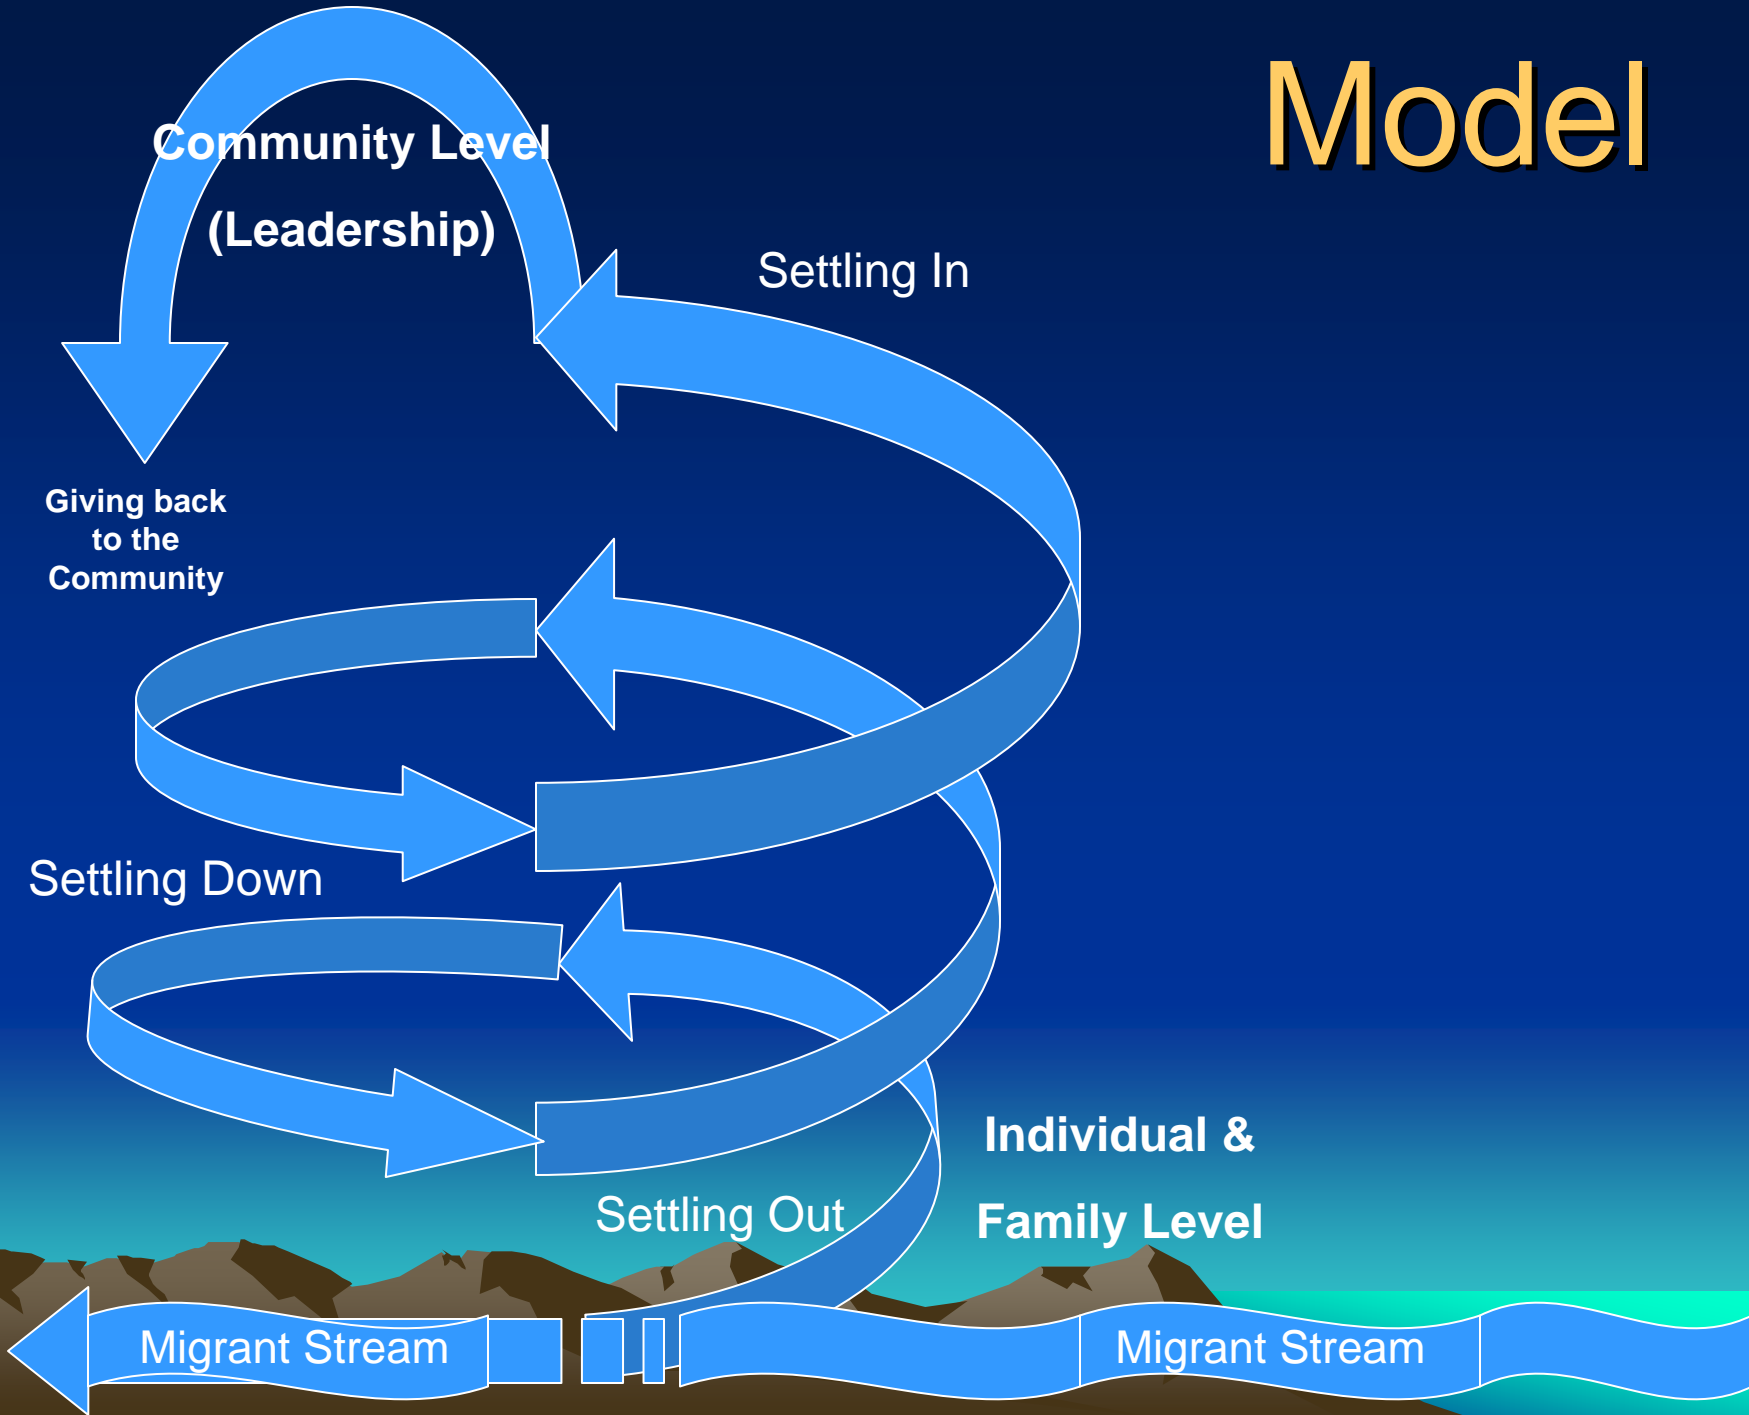 Model
Community Level
(Leadership)
Settling In
Giving back
to the
Community
Settling Down
Individual &
Family Level
Settling Out
Migrant Stream
Migrant Stream